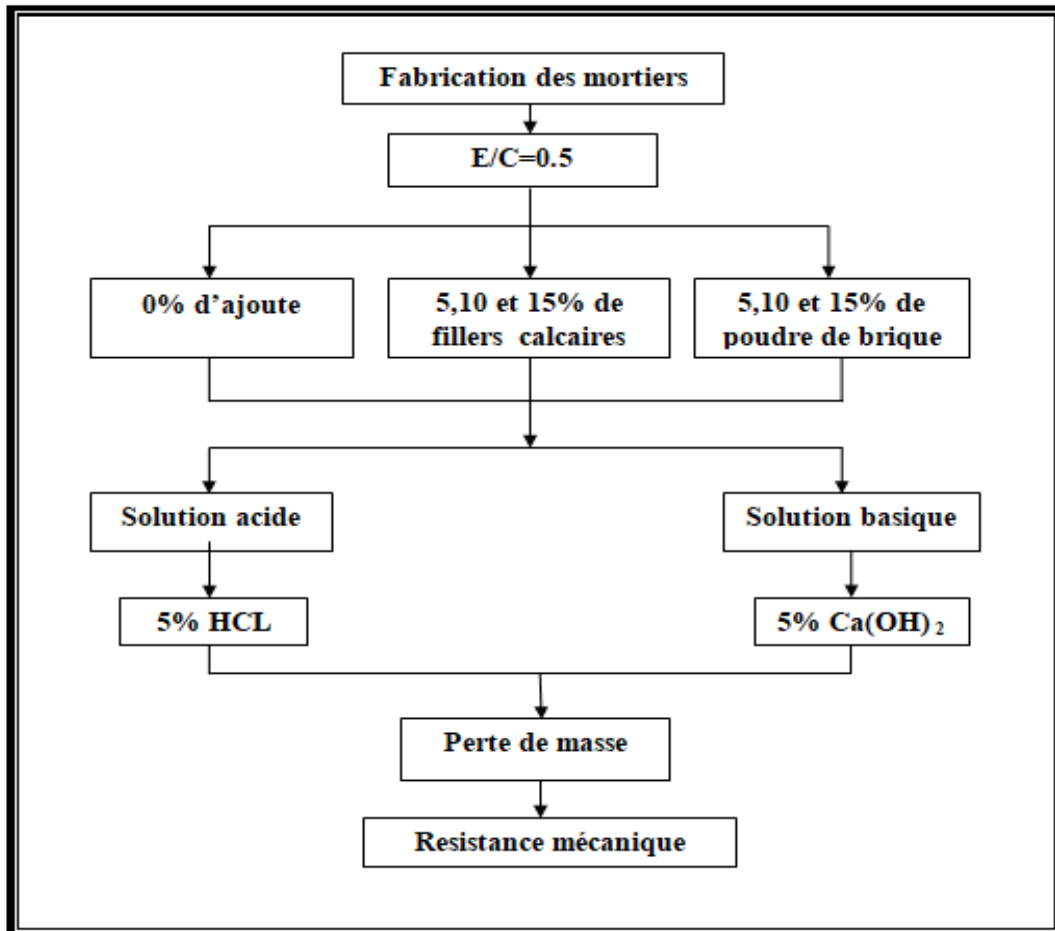 Fabrication des mortiers
E/C=0.5
0% d'ajoute
5,10 et 15% de
fillers calcaires
5,10 et 15% de
poudre de brique
Solution acide
Solution basique
5% HCL
5% Ca(OH) ₂
Perte de masse
Resistance mécanique